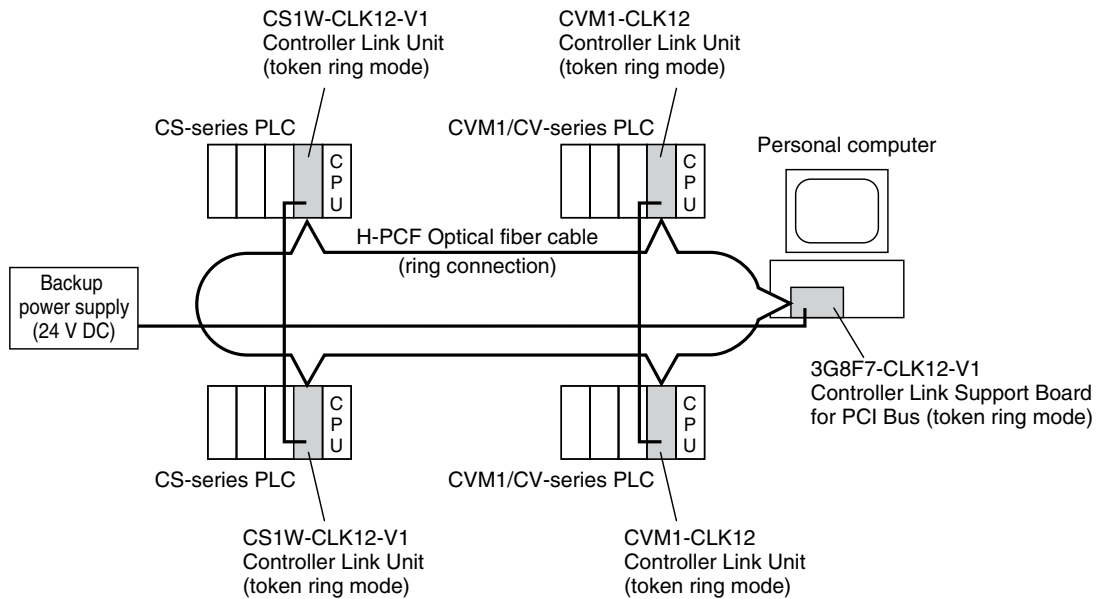 CS1W-CLK12-V1
Controller Link Unit
(token ring mode)
CVM1-CLK12
Controller Link Unit
(token ring mode)
CS-series PLC
CVM1/CV-series PLC
Personal computer
C
P
U
C
P
U
H-PCF Optical fiber cable
(ring connection)
Backup
power supply
(24 V DC)
3G8F7-CLK12-V1
Controller Link Support Board
for PCI Bus (token ring mode)
C
P
U
C
P
U
CS-series PLC
CVM1/CV-series PLC
CS1W-CLK12-V1
Controller Link Unit
(token ring mode)
CVM1-CLK12
Controller Link Unit
(token ring mode)